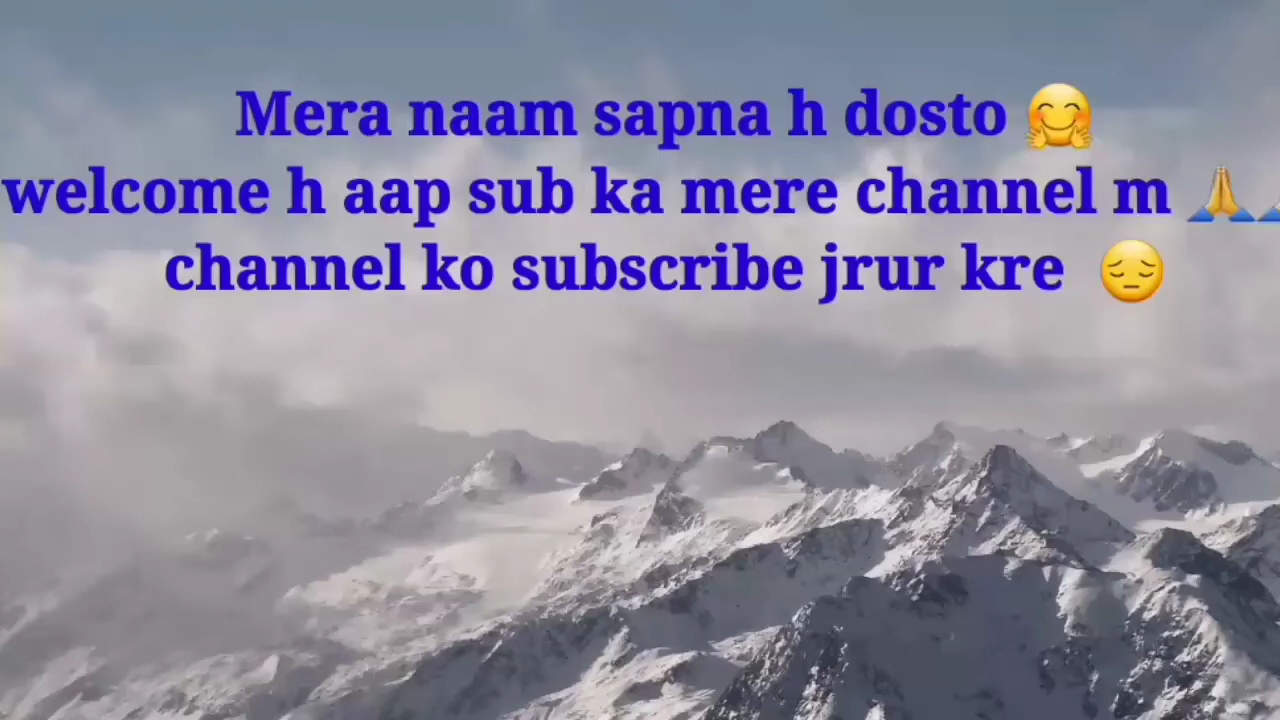 Mera naam sapna h dosto 🤗
welcome h aap sub ka mere channel m 🙏🙏
channel ko subscribe jrur kre 😔